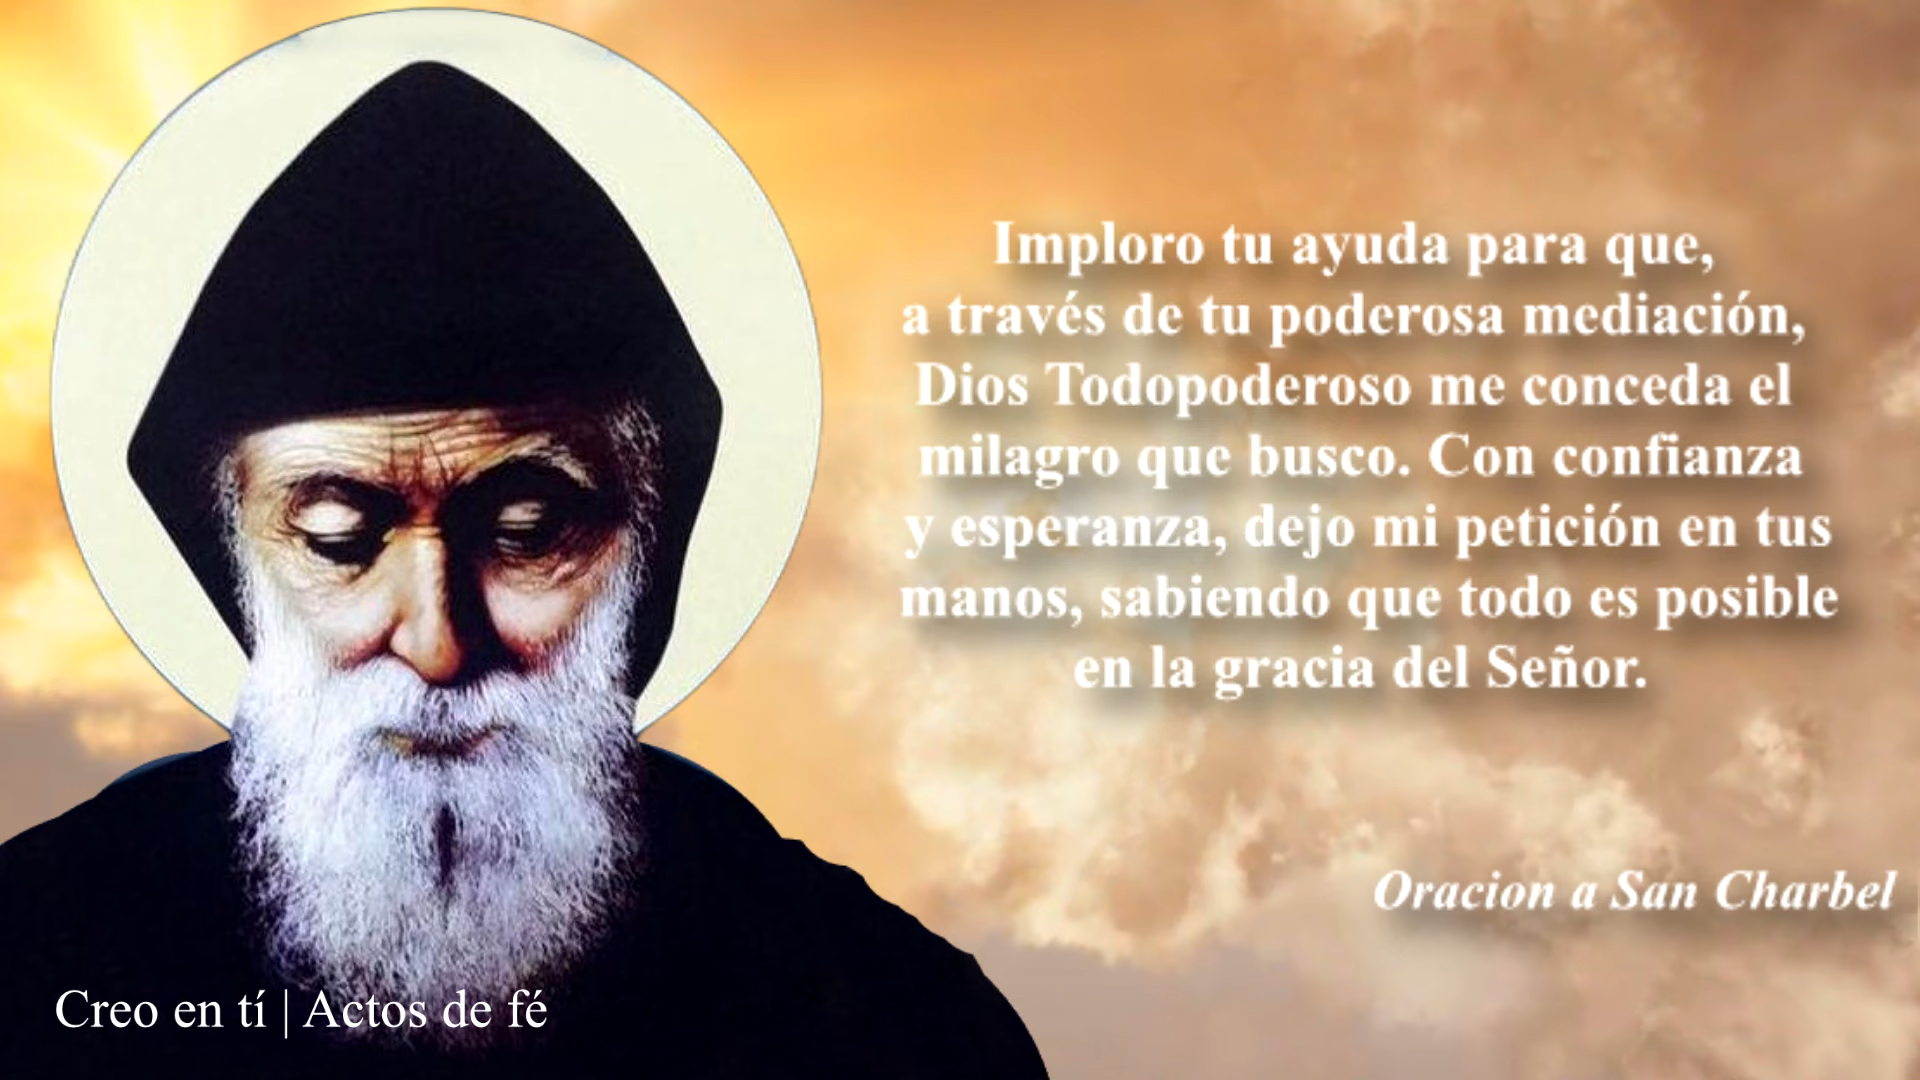 Imploro tu ayuda para que,
a través de tu poderosa mediación,
Dios Todopoderoso me conceda el
milagro que busco. Con confianza
y esperanza, dejo mi petición en tus
manos, sabiendo que todo es posible
en la gracia del Señor.
Oracion a San Charbel
Creo en tí | Actos de fé